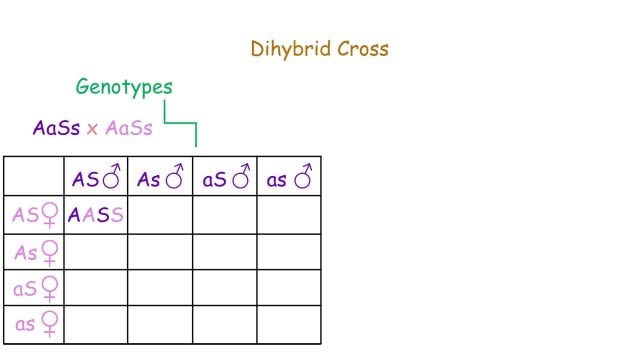 Dihybrid Cross
Genotypes
AaSs x AaSs
AS♂ As♂ aS♂ as♂
AS♀ AASS
As♀
aS♀
as♀